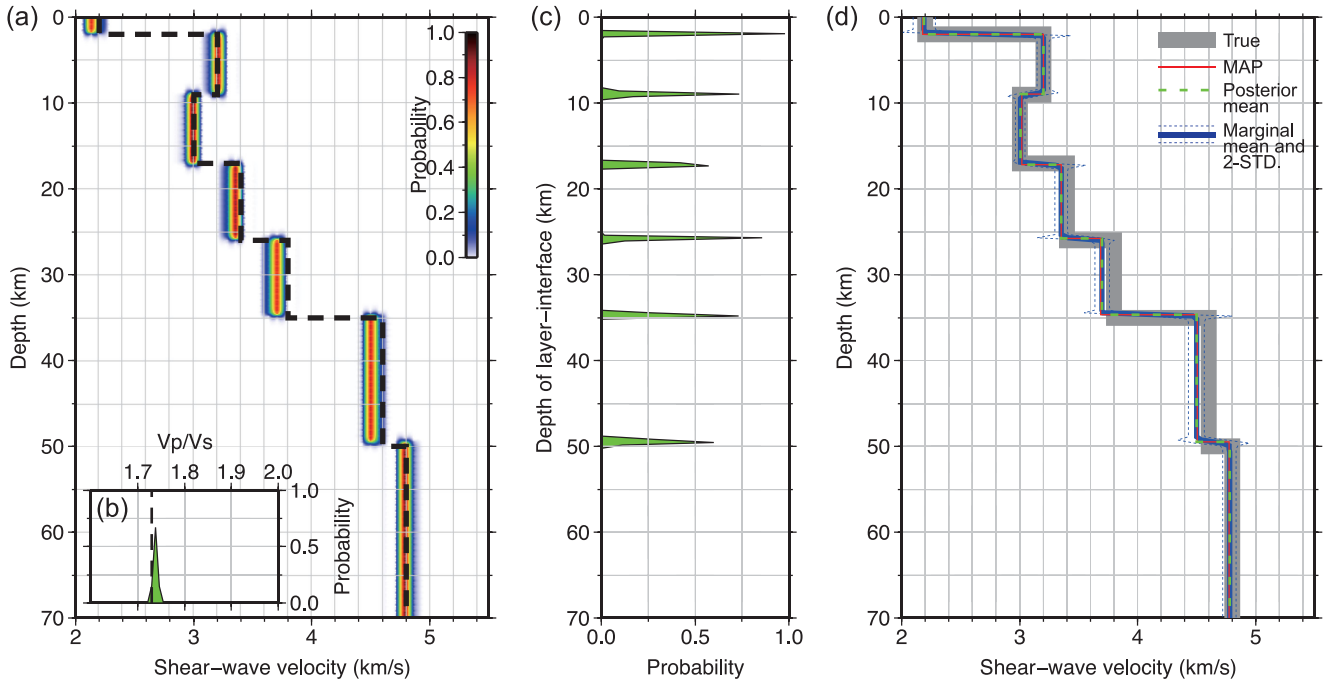 (a)
0
10
20
30
40
50
60
70
Depth (km)
1.0
0.8
0.6
0.4
0.2
0.0
Probability
Vp/Vs
1.7
1.8
1.9
2.0
(b)
1.0
0.5
0.0
Probability
2
3
4
5
Shear−wave velocity (km/s)
(c)
0
10
20
30
40
50
60
70
Depth of layer−interface (km)
0.0
0.5
1.0
Probability
(d)
0
10
20
30
40
50
60
70
Depth (km)
True
MAP
Posterior
mean
Marginal
mean and
2-STD.
2
3
4
5
Shear−wave velocity (km/s)